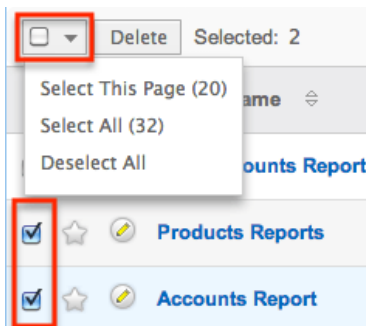 Delete Selected: 2
Select This Page (20)
ame
Select All (32)
Deselect All
ounts Report
Products Reports
Accounts Report